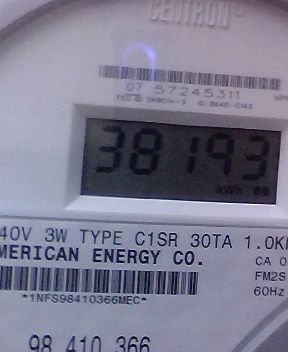 CENTRON®
07 57245311
38193
kWh
40V 3W TYPE C1SR 30TA 1.0K
MERICAN ENERGY CO.
CA 0
FM2S
60Hz
*1NFS98410366MEC*
98 410 366